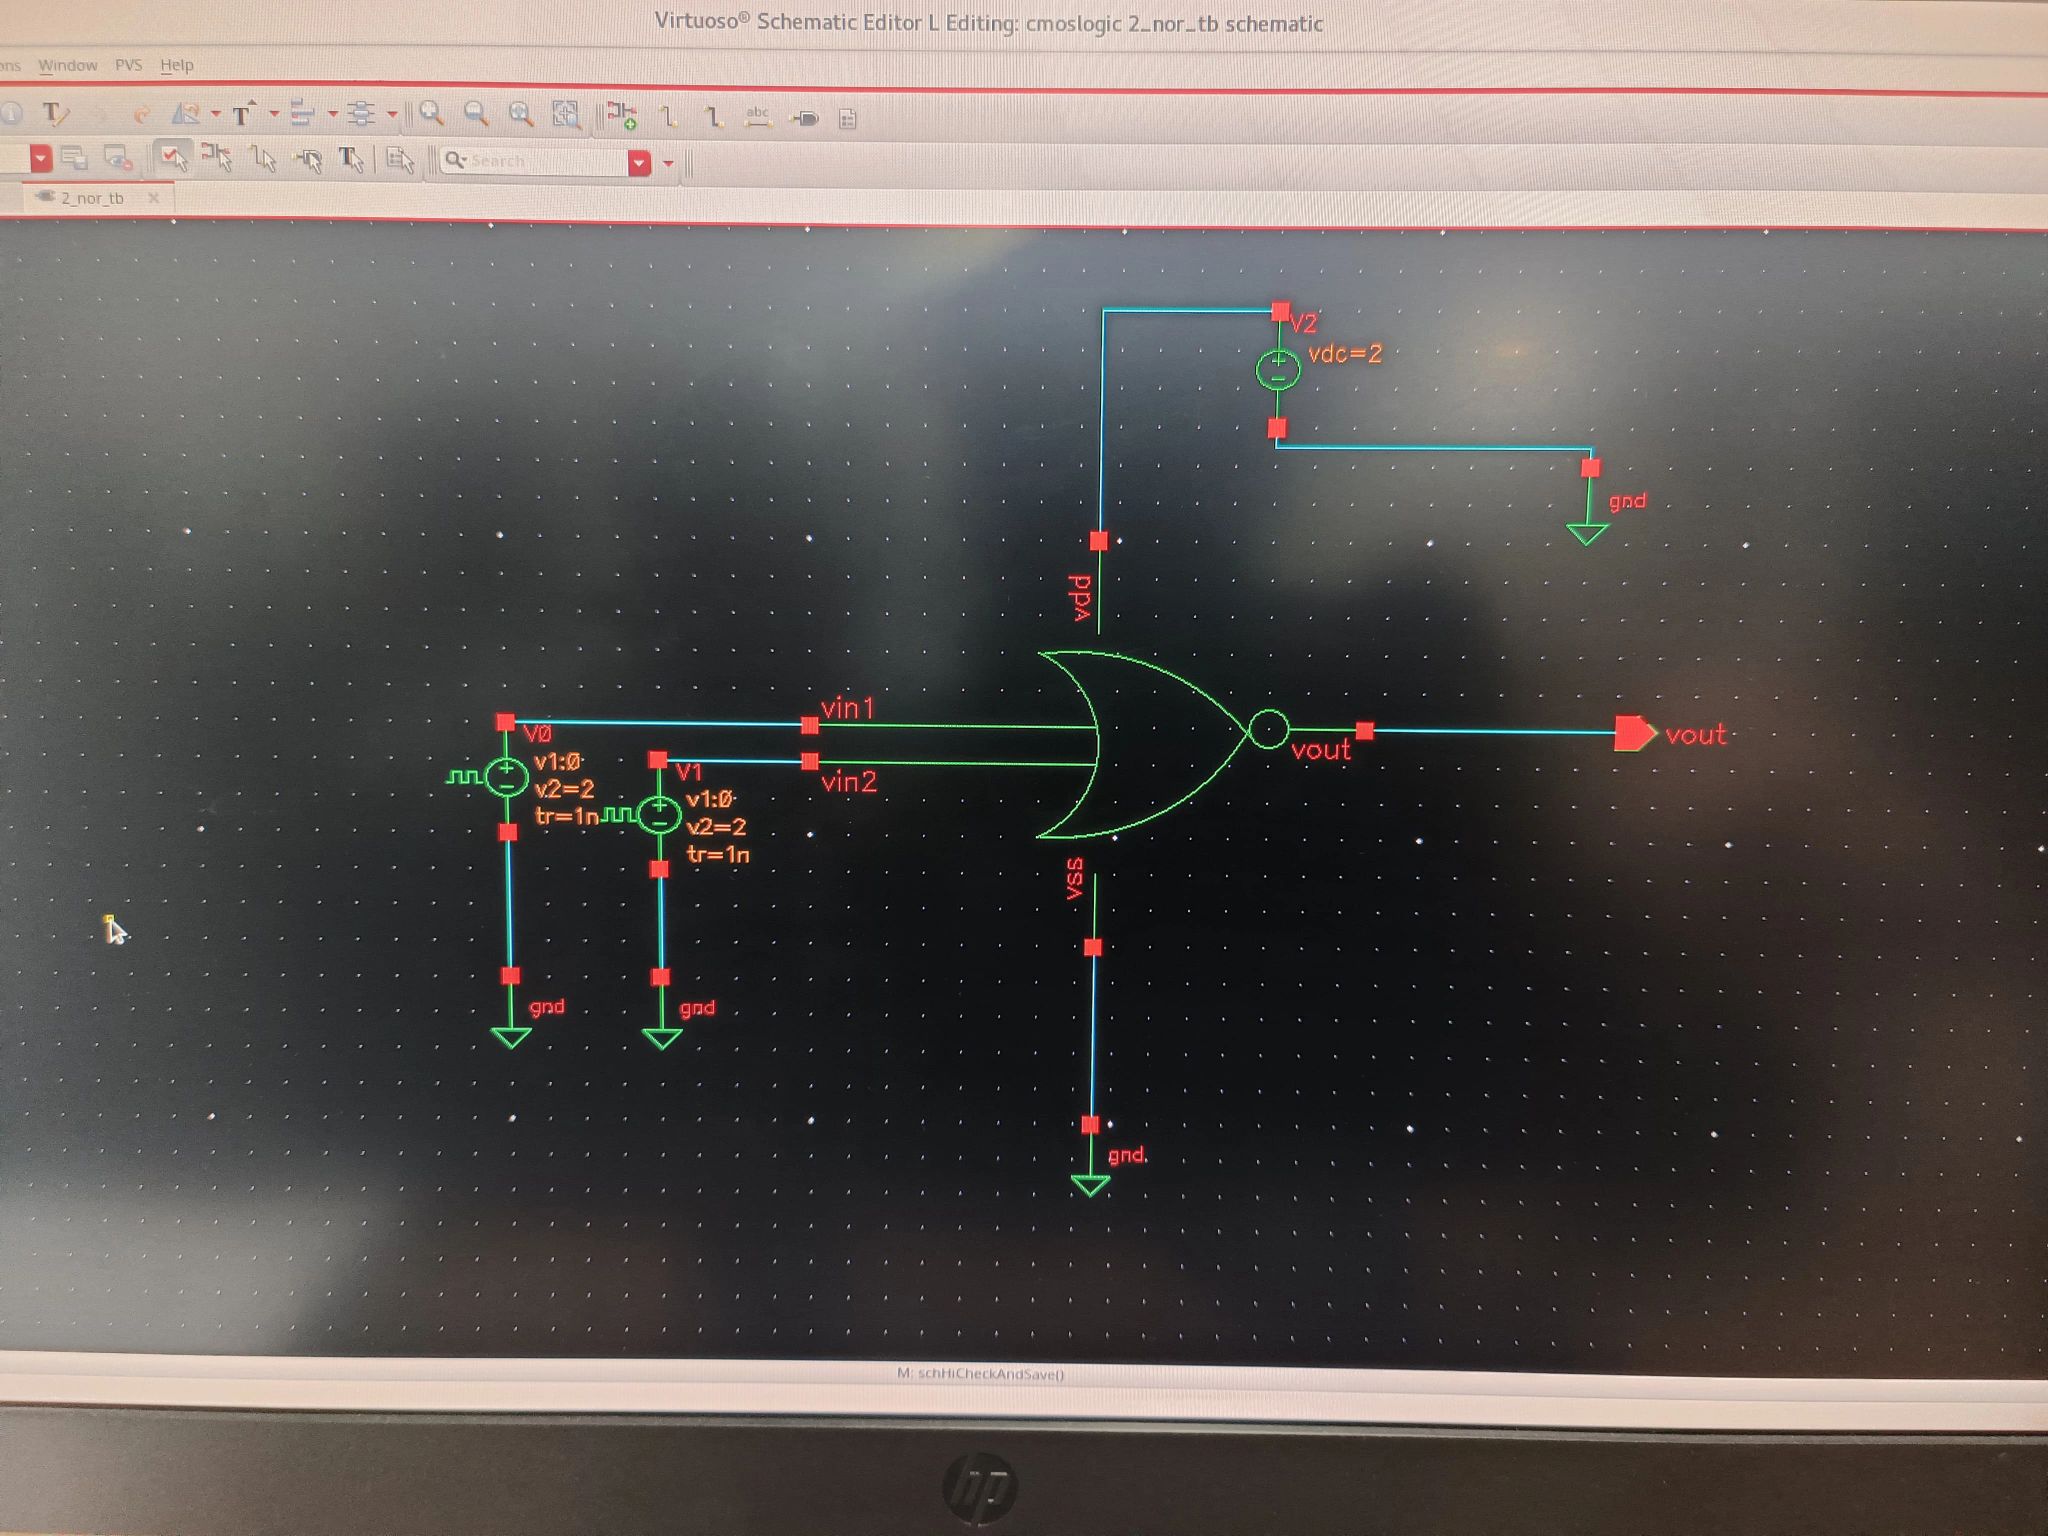 Virtuoso® Schematic Editor L Editing: cmoslogic 2_nor_tb schematic
ons Window PVS Help
abc
Search
2_nor_tb
V2
vdc=2
gnd
vdd
vin1
V0
v1:0
v2=2
tr=1n
V1
v1:0
v2=2
tr=1n
vin2
vout
vout
vss
gnd
gnd
gnd
M: schHiCheckAndSave()
hp